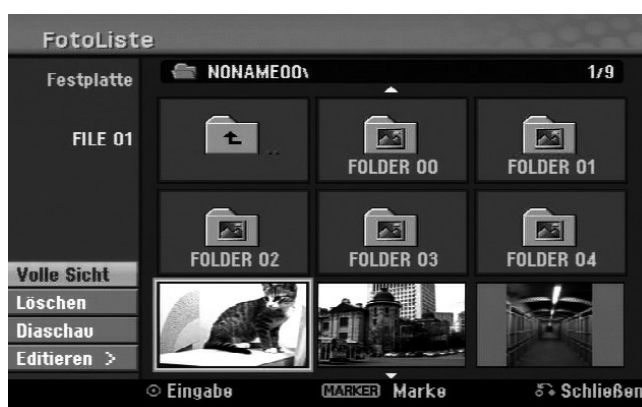 FotoListe
Festplatte
NONAME00\
1/9
FILE 01
..
FOLDER 00
FOLDER 01
FOLDER 02
FOLDER 03
FOLDER 04
Volle Sicht
Löschen
Diaschau
Editieren >
Eingabe
MARKER Marke
Schließen